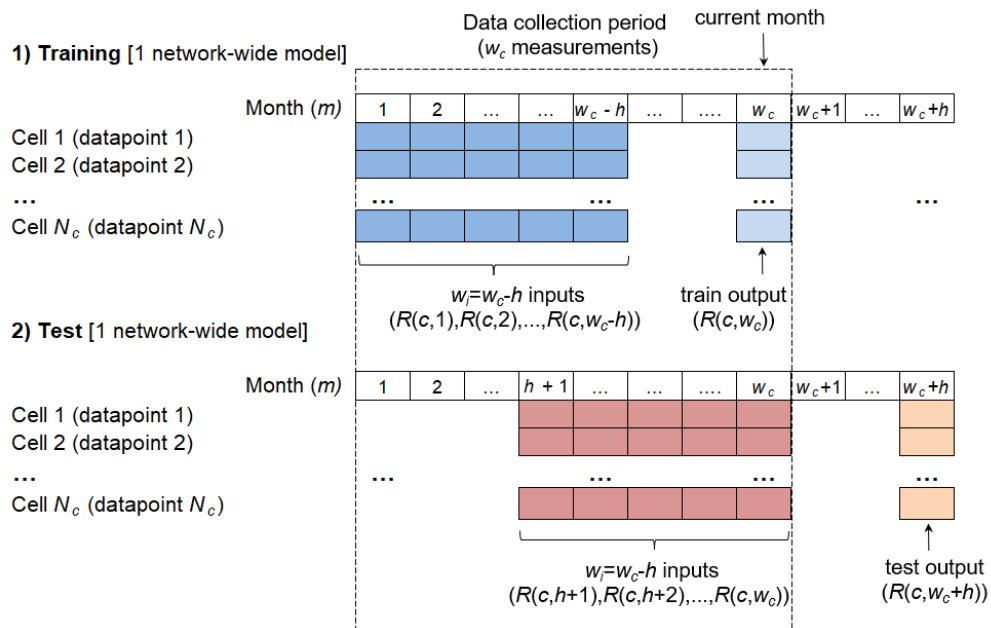 Data collection period
(w_c measurements)
current month
1) Training [1 network-wide model]
Month (m) 1 2 ... ... w_c - h ... .... w_c w_c+1 ... w_c+h
Cell 1 (datapoint 1)
Cell 2 (datapoint 2)
... ... ... ... ...
Cell N_c (datapoint N_c)
w_i=w_c-h inputs
(R(c,1),R(c,2),...,R(c,w_c-h))
train output
(R(c,w_c))
2) Test [1 network-wide model]
Month (m) 1 2 ... h + 1 ... ... .... w_c w_c+1 ... w_c+h
Cell 1 (datapoint 1)
Cell 2 (datapoint 2)
... ... ... ... ...
Cell N_c (datapoint N_c)
w_i=w_c-h inputs
(R(c,h+1),R(c,h+2),...,R(c,w_c))
test output
(R(c,w_c+h))